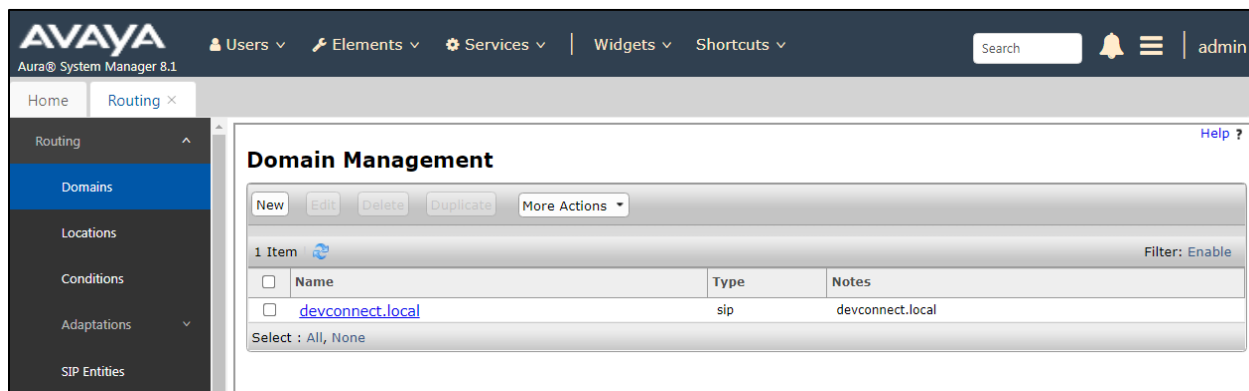 AVAYA
Aura® System Manager 8.1
Users Elements Services Widgets Shortcuts Search admin
Home Routing ×
Routing
Domains
Locations
Conditions
Adaptations
SIP Entities
Help ?
Domain Management
New Edit Delete Duplicate More Actions
1 Item Filter: Enable
Name Type Notes
devconnect.local sip devconnect.local
Select : All, None